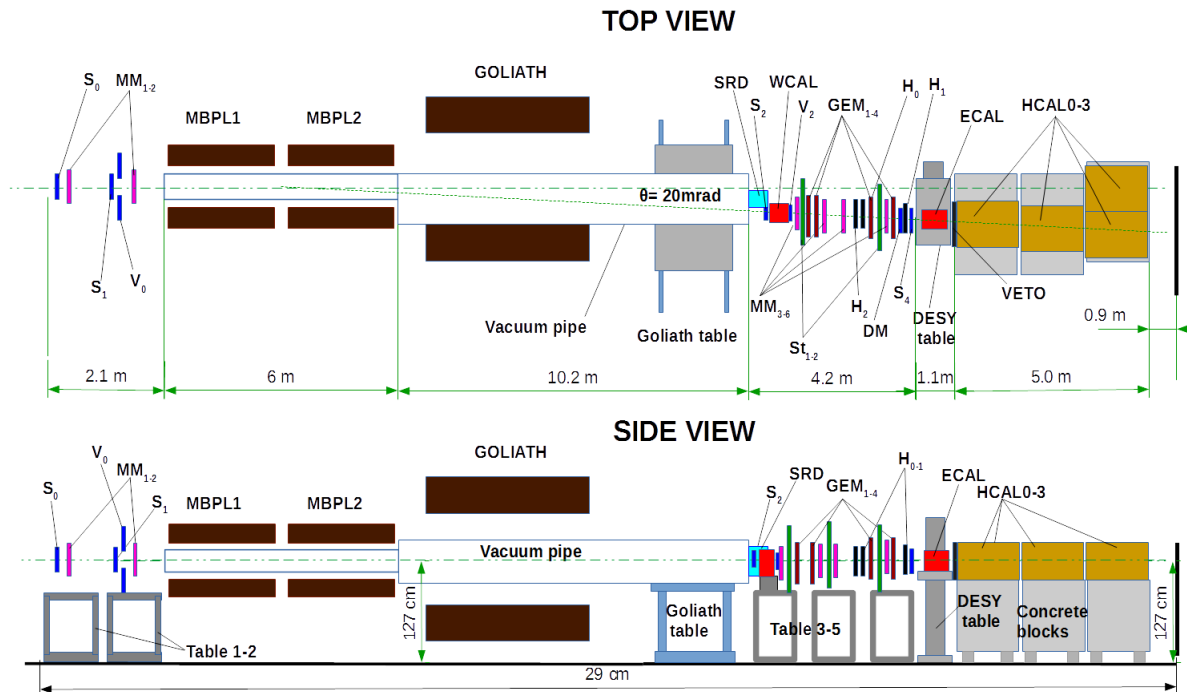 TOP VIEW
GOLIATH
S₀ MM₁₋₂
MBPL1 MBPL2
SRD S₂ WCAL V₂ GEM₁₋₄ H₀ H₁ ECAL HCAL0-3
θ= 20mrad
S₁ V₀
Vacuum pipe
Goliath table
MM₃₋₆ St₁₋₂ H₂ DM S₄ DESY table VETO
0.9 m
2.1 m 6 m 10.2 m 4.2 m 1.1m 5.0 m
SIDE VIEW
GOLIATH
V₀ MM₁₋₂
S₀ S₁
MBPL1 MBPL2
S₂ SRD GEM₁₋₄ H₀₋₁ ECAL HCAL0-3
Vacuum pipe
127 cm
Goliath table
Table 3-5
DESY table
Concrete blocks
127 cm
Table 1-2
29 cm